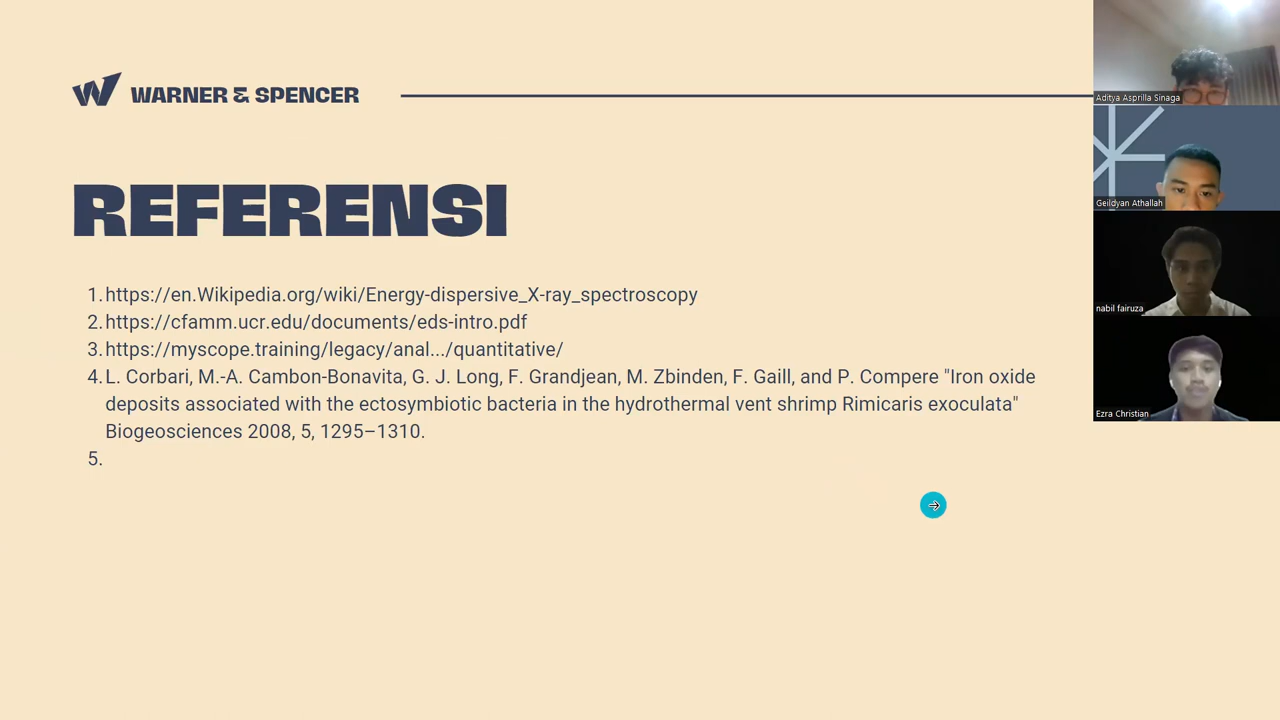 WARNER & SPENCER
REFERENSI
1. https://en.Wikipedia.org/wiki/Energy-dispersive_X-ray_spectroscopy
2. https://cfamm.ucr.edu/documents/eds-intro.pdf
3. https://myscope.training/legacy/anal.../quantitative/
4. L. Corbari, M.-A. Cambon-Bonavita, G. J. Long, F. Grandjean, M. Zbinden, F. Gaill, and P. Compere "Iron oxide
deposits associated with the ectosymbiotic bacteria in the hydrothermal vent shrimp Rimicaris exoculata"
Biogeosciences 2008, 5, 1295–1310.
5.
Aditya Asprilla Sinaga
Geildyan Athallah
nabil fairuza
Ezra Christian